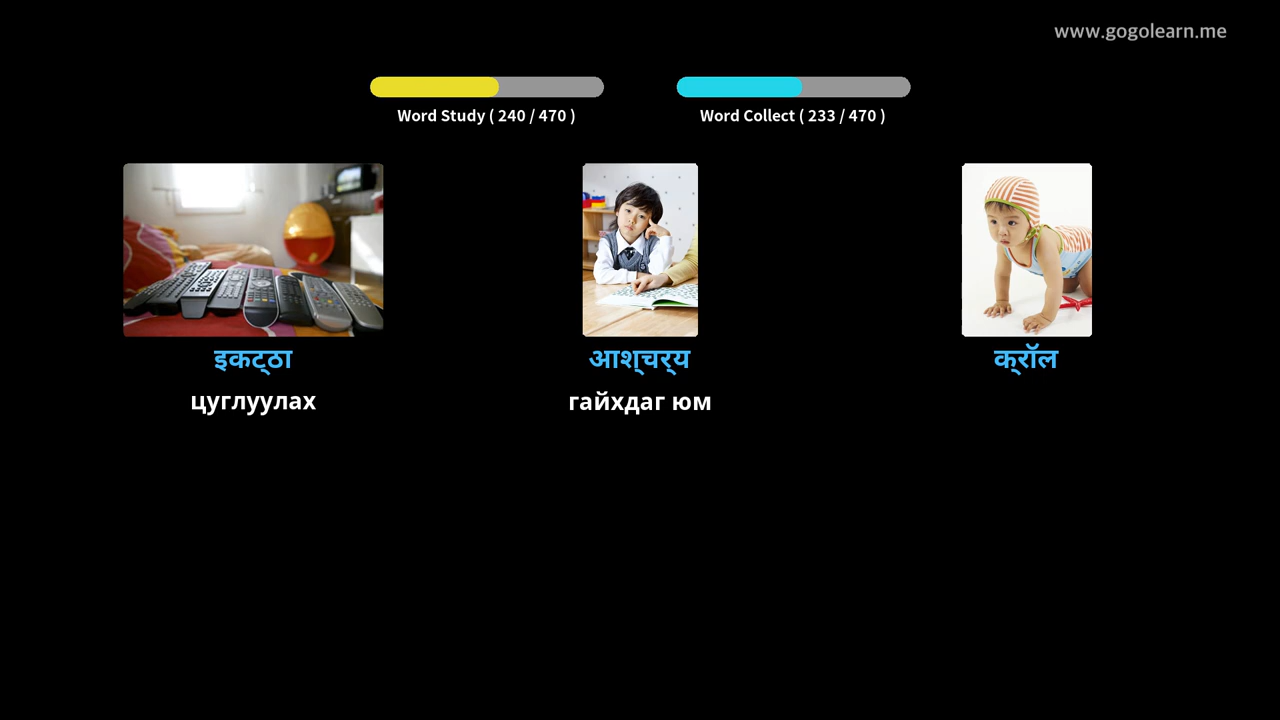 www.gogolearn.me
Word Study ( 240 / 470 )
Word Collect ( 233 / 470 )
इकट्ठा
आश्चर्य
क्रॉल
цуглуулах
гайхдаг юм